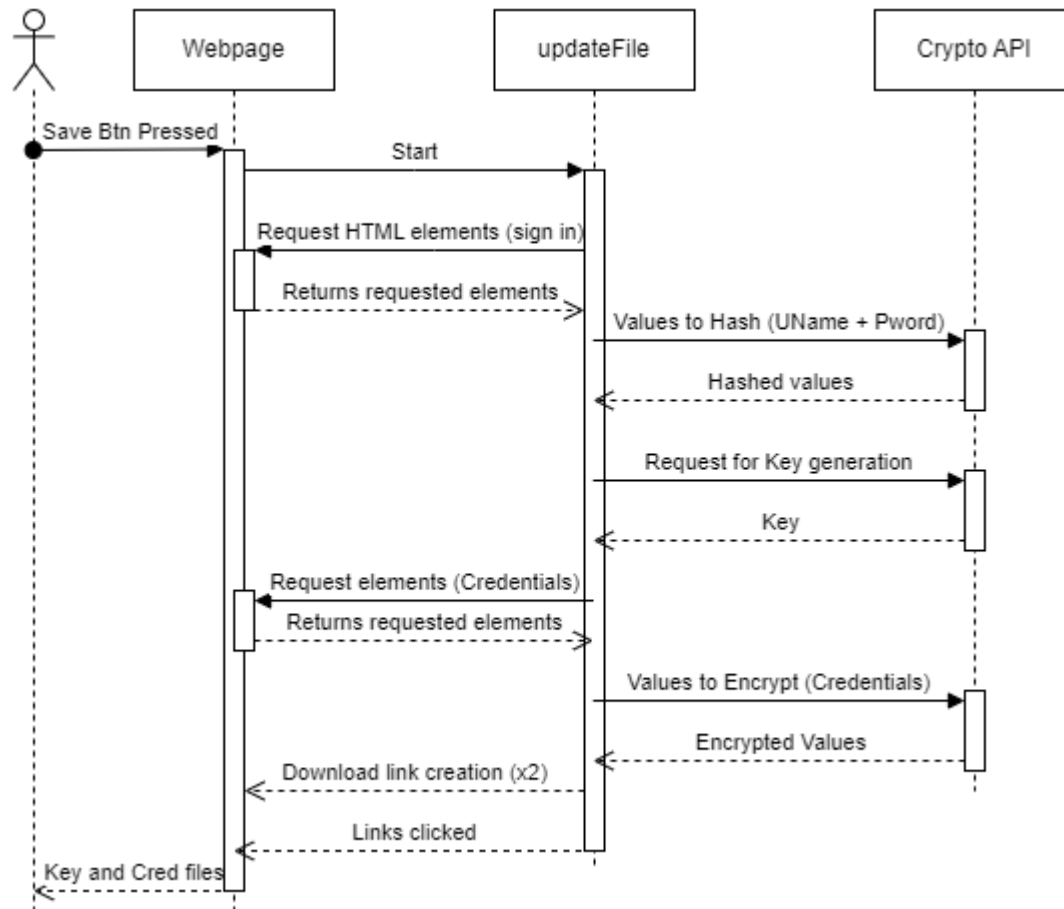 Webpage
updateFile
Crypto API
Save Btn Pressed
Start
Request HTML elements (sign in)
Returns requested elements
Values to Hash (UName + Pword)
Hashed values
Request for Key generation
Key
Request elements (Credentials)
Returns requested elements
Values to Encrypt (Credentials)
Encrypted Values
Download link creation (x2)
Links clicked
Key and Cred files